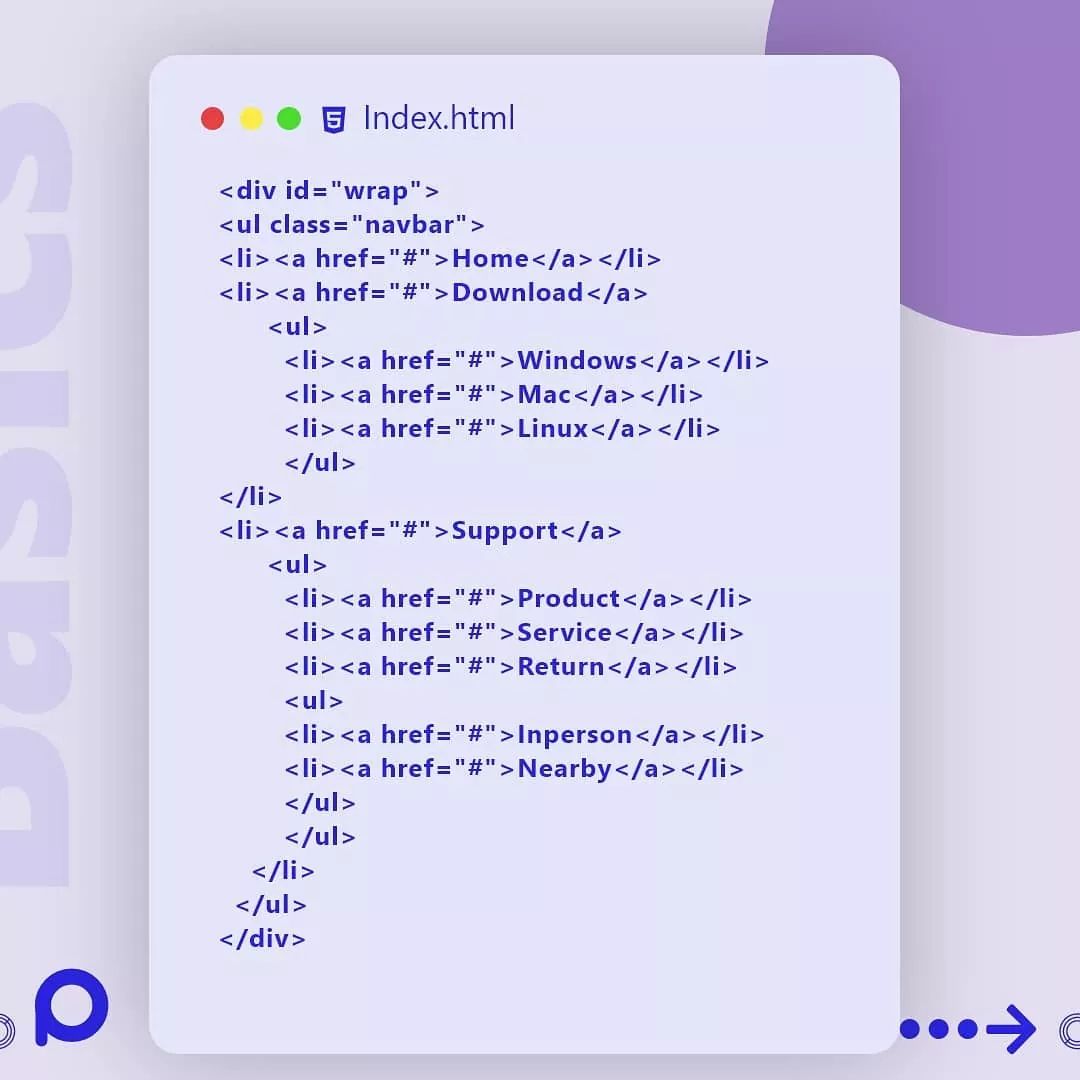 Index.html
<div id="wrap">
<ul class="navbar">
<li><a href="#">Home</a></li>
<li><a href="#">Download</a>
<ul>
<li><a href="#">Windows</a></li>
<li><a href="#">Mac</a></li>
<li><a href="#">Linux</a></li>
</ul>
</li>
<li><a href="#">Support</a>
<ul>
<li><a href="#">Product</a></li>
<li><a href="#">Service</a></li>
<li><a href="#">Return</a></li>
<ul>
<li><a href="#">Inperson</a></li>
<li><a href="#">Nearby</a></li>
</ul>
</ul>
</li>
</ul>
</div>